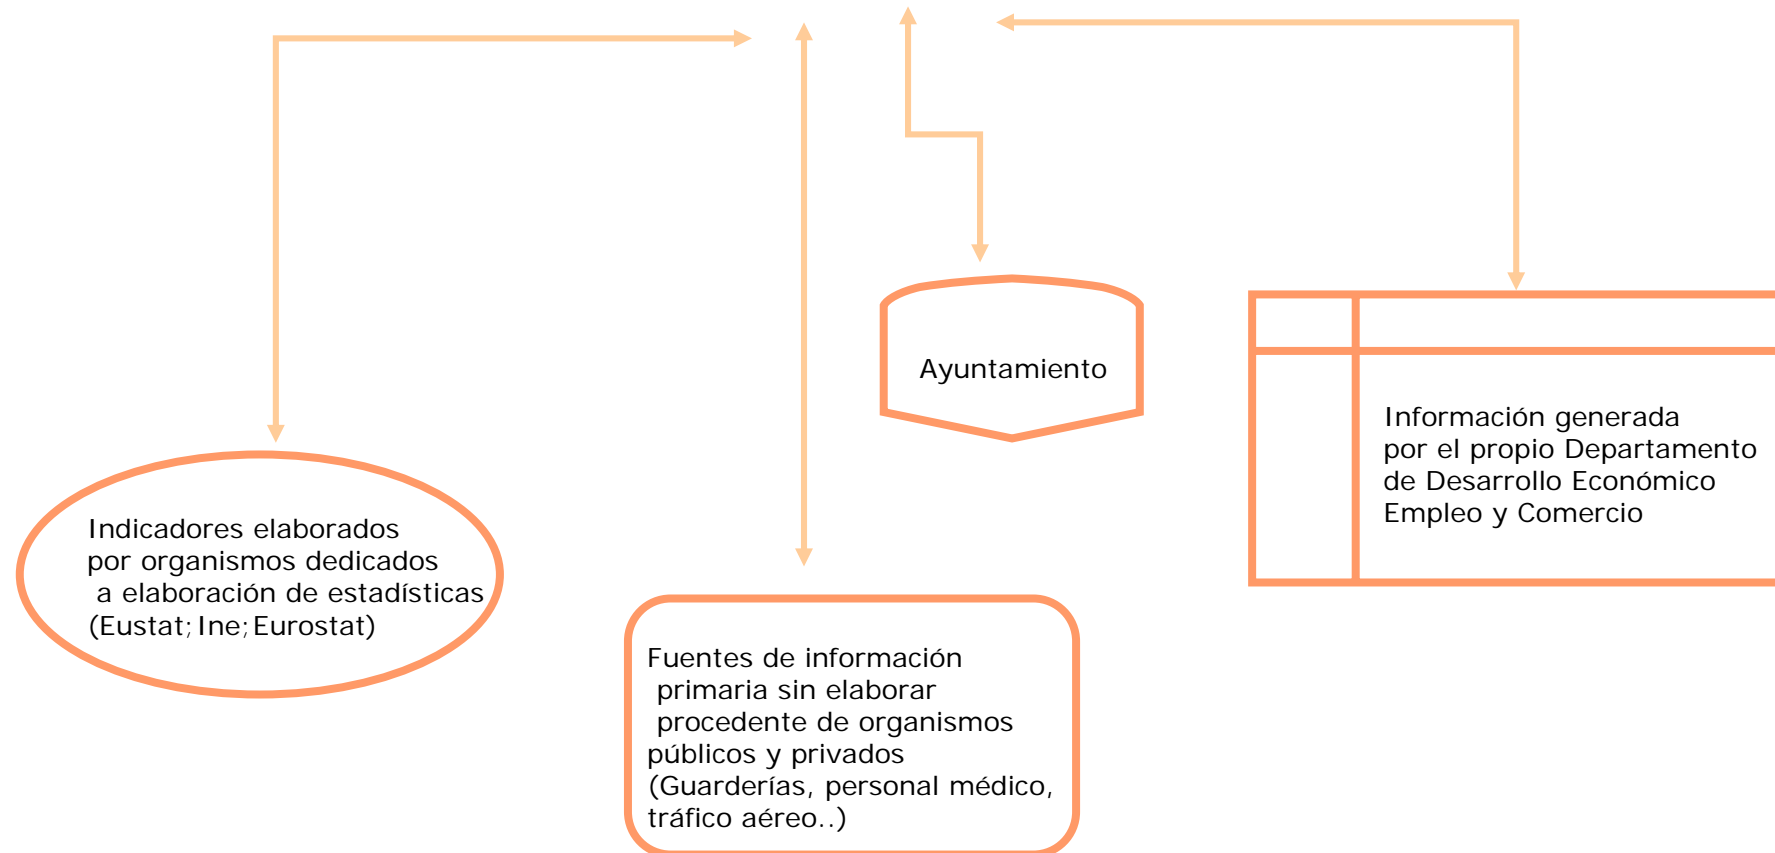 Ayuntamiento
Información generada
por el propio Departamento
de Desarrollo Económico
Empleo y Comercio
Indicadores elaborados
por organismos dedicados
a elaboración de estadísticas
(Eustat;Ine;Eurostat)
Fuentes de información
primaria sin elaborar
procedente de organismos
públicos y privados
(Guarderías, personal médico,
tráfico aéreo..)